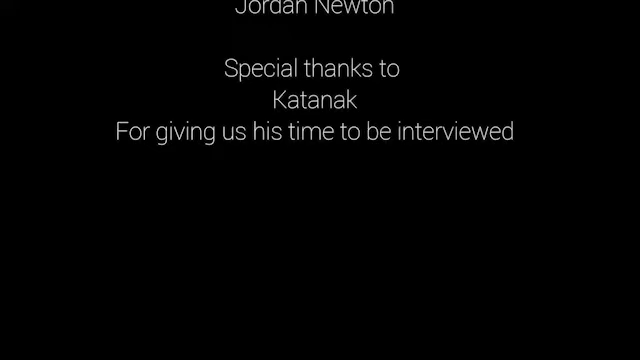 Jordan Newton
Special thanks to
Katanak
For giving us his time to be interviewed